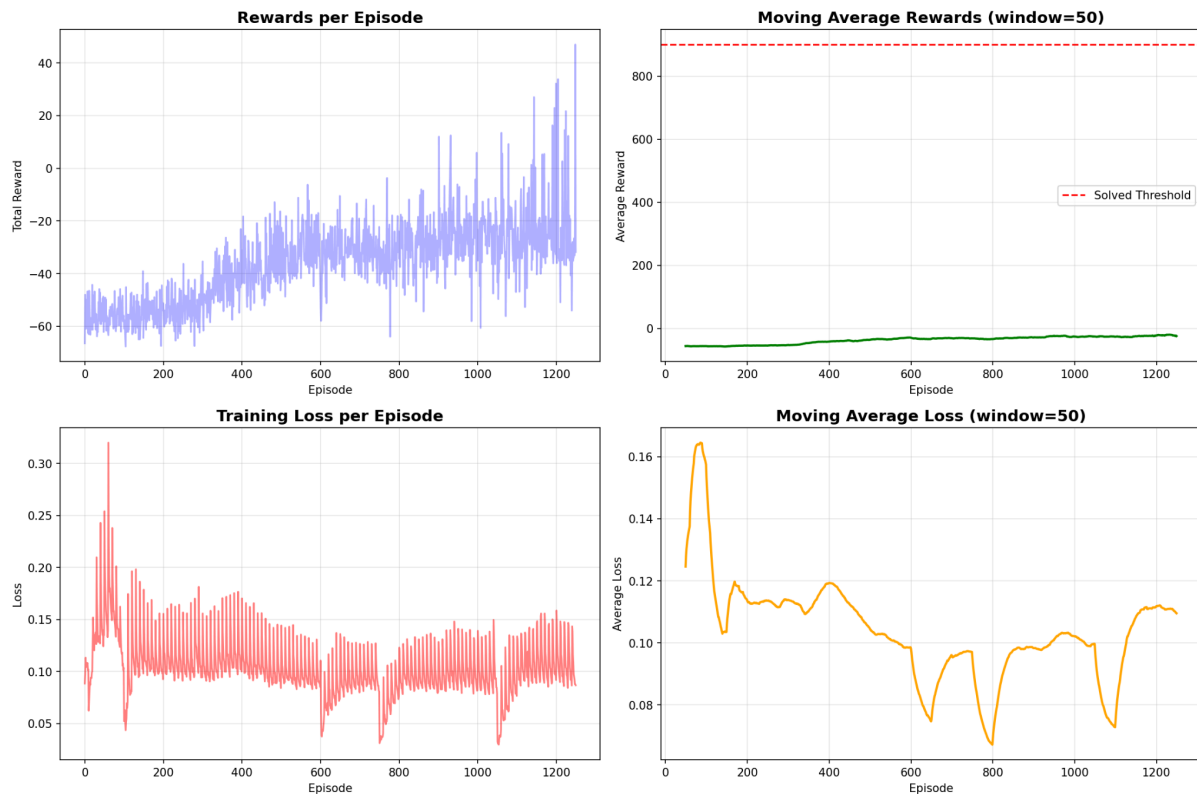 Rewards per Episode
Total Reward
40
20
0
−20
−40
−60
0 200 400 600 800 1000 1200
Episode
Moving Average Rewards (window=50)
Average Reward
800
600
400
200
0
Solved Threshold
0 200 400 600 800 1000 1200
Episode
Training Loss per Episode
Loss
0.30
0.25
0.20
0.15
0.10
0.05
0 200 400 600 800 1000 1200
Episode
Moving Average Loss (window=50)
Average Loss
0.16
0.14
0.12
0.10
0.08
0 200 400 600 800 1000 1200
Episode